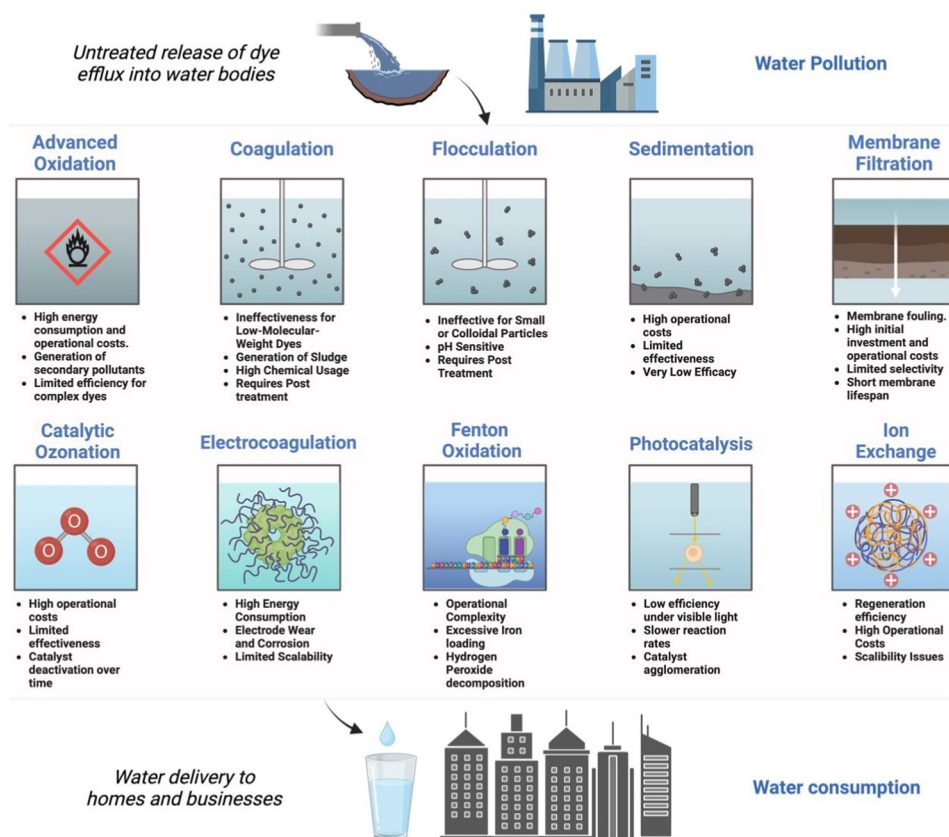 Untreated release of dye
efflux into water bodies
Water Pollution
Advanced
Oxidation
• High energy
consumption and
operational costs.
• Generation of
secondary pollutants
• Limited efficiency for
complex dyes
Coagulation
• Ineffectiveness for
Low-Molecular-
Weight Dyes
• Generation of Sludge
• High Chemical Usage
• Requires Post
treatment
Flocculation
• Ineffective for Small
or Colloidal Particles
• pH Sensitive
• Requires Post
Treatment
Sedimentation
• High operational
costs
• Limited
effectiveness
• Very Low Efficacy
Membrane
Filtration
• Membrane fouling.
• High initial
investment and
operational costs
• Limited selectivity
• Short membrane
lifespan
Catalytic
Ozonation
O
O
O
• High operational
costs
• Limited
effectiveness
• Catalyst
deactivation over
time
Electrocoagulation
• High Energy
Consumption
• Electrode Wear
and Corrosion
• Limited Scalability
Fenton
Oxidation
• Operational
Complexity
• Excessive Iron
loading
• Hydrogen
Peroxide
decomposition
Photocatalysis
• Low efficiency
under visible light
• Slower reaction
rates
• Catalyst
agglomeration
Ion
Exchange
• Regeneration
efficiency
• High Operational
Costs
• Scalibility Issues
Water delivery to
homes and businesses
Water consumption